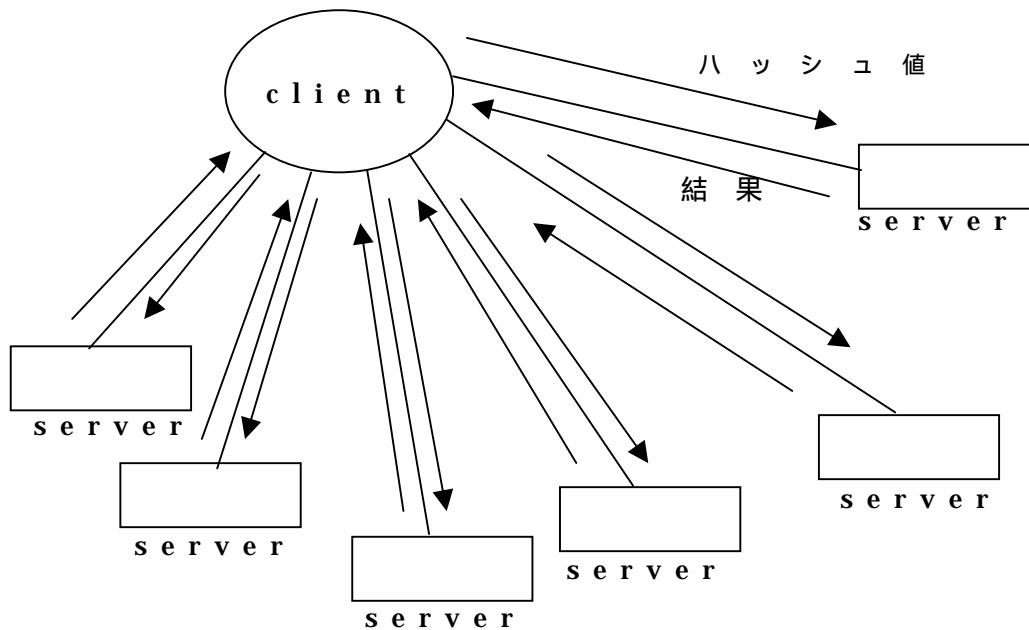 client
ハッシュ値
結果
server
server
server
server
server
server